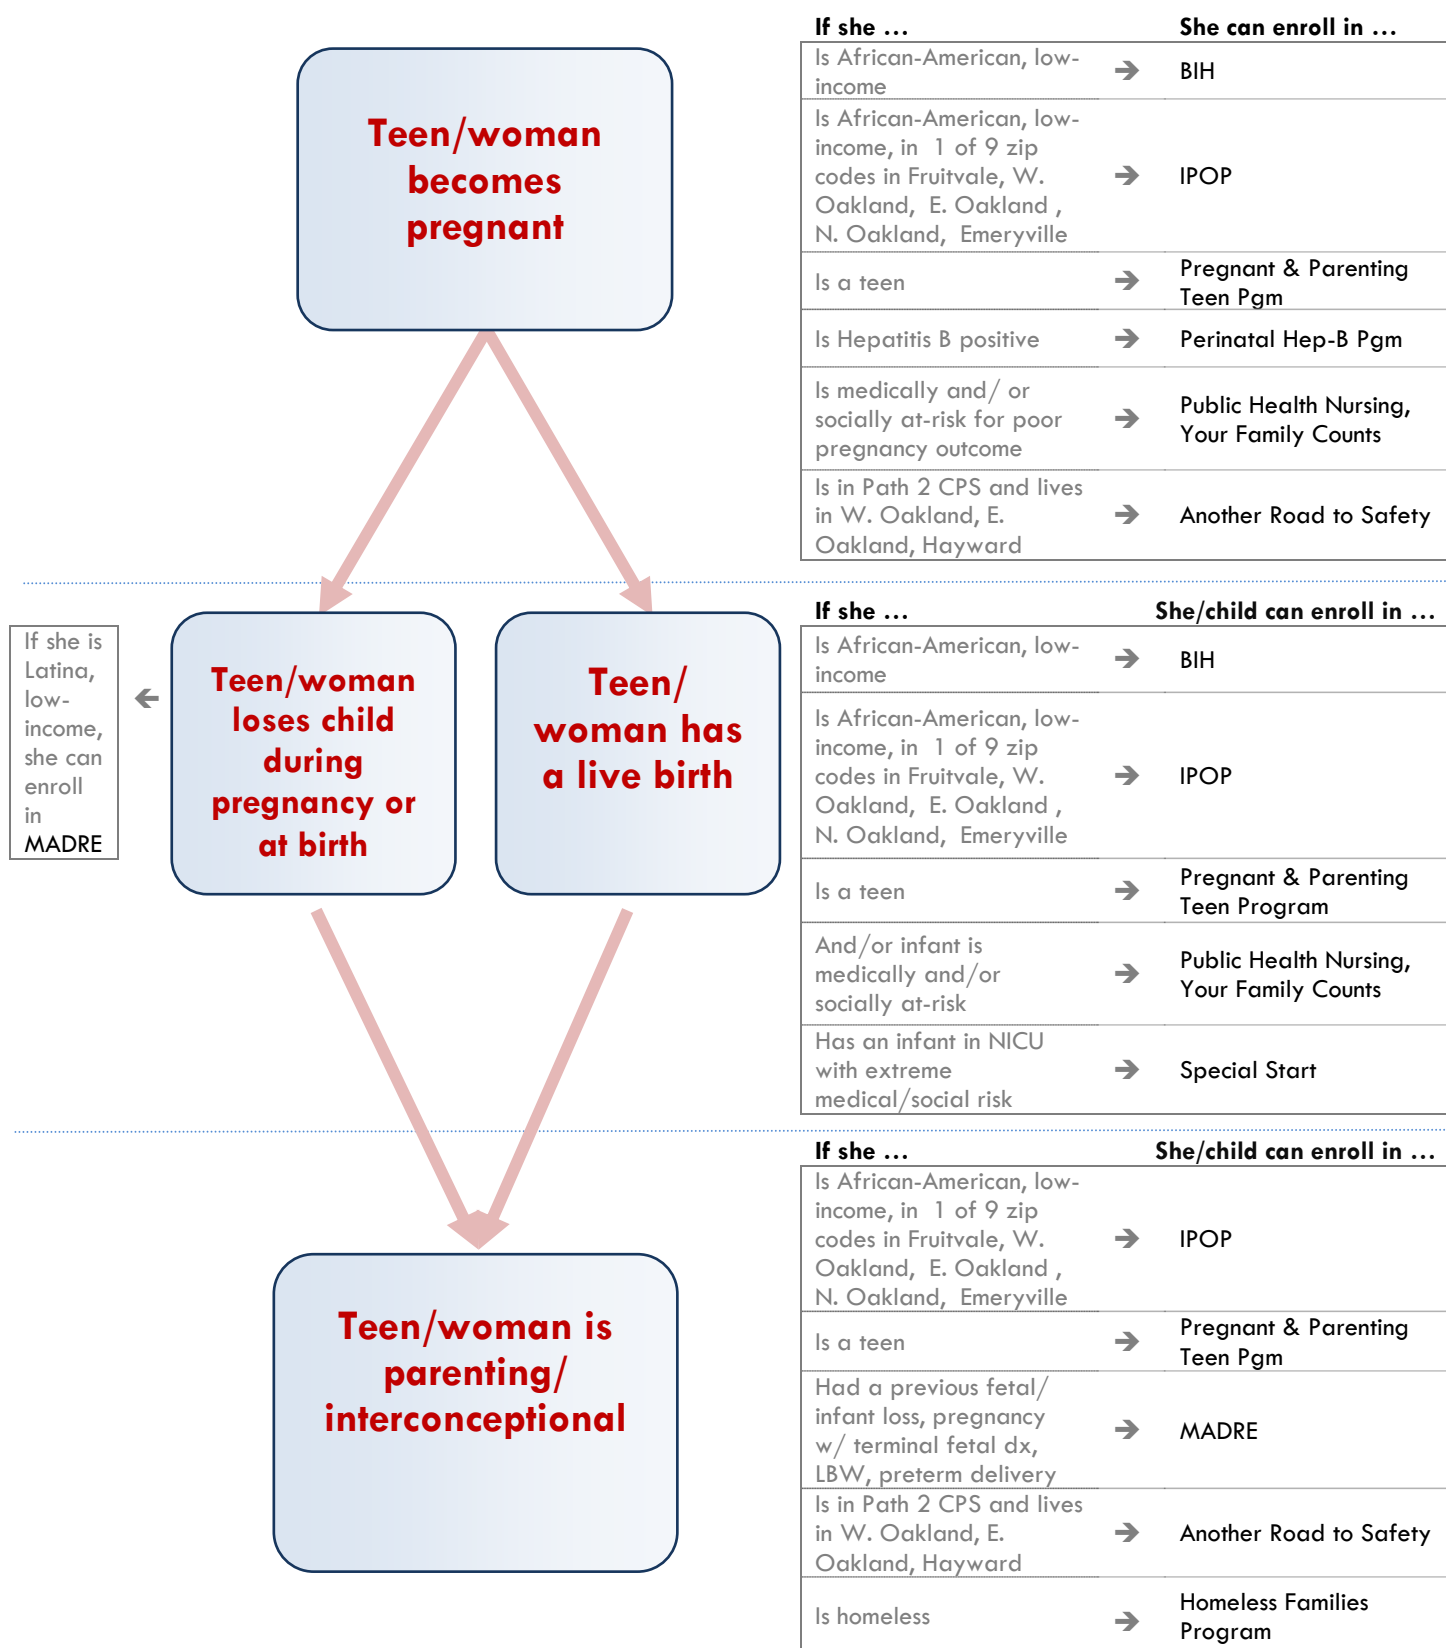 If she … She can enroll in …
Teen/woman
becomes
pregnant
Is African-American, low-
income
➔ BIH
Is African-American, low-
income, in 1 of 9 zip
codes in Fruitvale, W.
Oakland, E. Oakland ,
N. Oakland, Emeryville
➔ IPOP
Is a teen
➔ Pregnant & Parenting
Teen Pgm
Is Hepatitis B positive ➔ Perinatal Hep-B Pgm
Is medically and/ or
socially at-risk for poor
pregnancy outcome
➔ Public Health Nursing,
Your Family Counts
Is in Path 2 CPS and lives
in W. Oakland, E.
Oakland, Hayward
➔ Another Road to Safety
If she is
Latina,
low-
income,
she can
enroll
in
MADRE
Teen/woman
loses child
during
pregnancy or
at birth
Teen/
woman has
a live birth
If she … She/child can enroll in …
Is African-American, low-
income
➔ BIH
Is African-American, low-
income, in 1 of 9 zip
codes in Fruitvale, W.
Oakland, E. Oakland ,
N. Oakland, Emeryville
➔ IPOP
Is a teen
➔ Pregnant & Parenting
Teen Program
And/or infant is
medically and/or
socially at-risk
➔ Public Health Nursing,
Your Family Counts
Has an infant in NICU
with extreme
medical/social risk
➔ Special Start
Teen/woman is
parenting/
interconceptional
If she … She/child can enroll in …
Is African-American, low-
income, in 1 of 9 zip
codes in Fruitvale, W.
Oakland, E. Oakland ,
N. Oakland, Emeryville
➔ IPOP
Is a teen
➔ Pregnant & Parenting
Teen Pgm
Had a previous fetal/
infant loss, pregnancy
w/ terminal fetal dx,
LBW, preterm delivery
➔ MADRE
Is in Path 2 CPS and lives
in W. Oakland, E.
Oakland, Hayward
➔ Another Road to Safety
Is homeless
➔ Homeless Families
Program